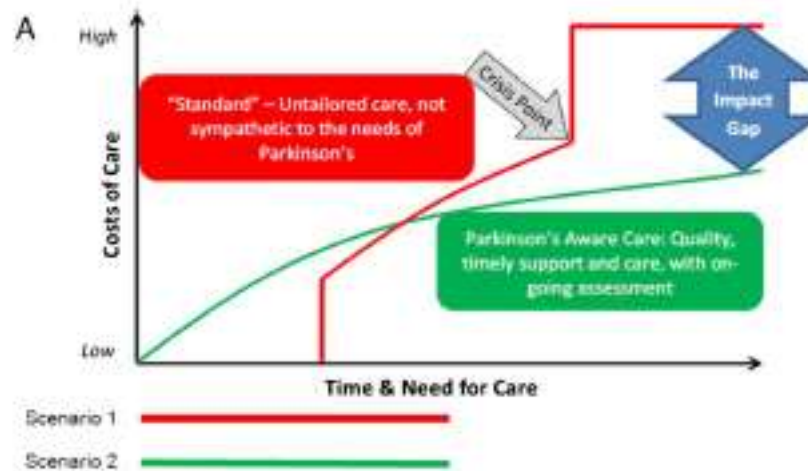 A
High
"Standard" – Untailored care, not
sympathetic to the needs of
Parkinson's
Crisis Point
The
Impact
Gap
Costs of Care
Parkinson's Aware Care: Quality,
timely support and care, with on-
going assessment
Low
Time & Need for Care
Scenario 1
Scenario 2